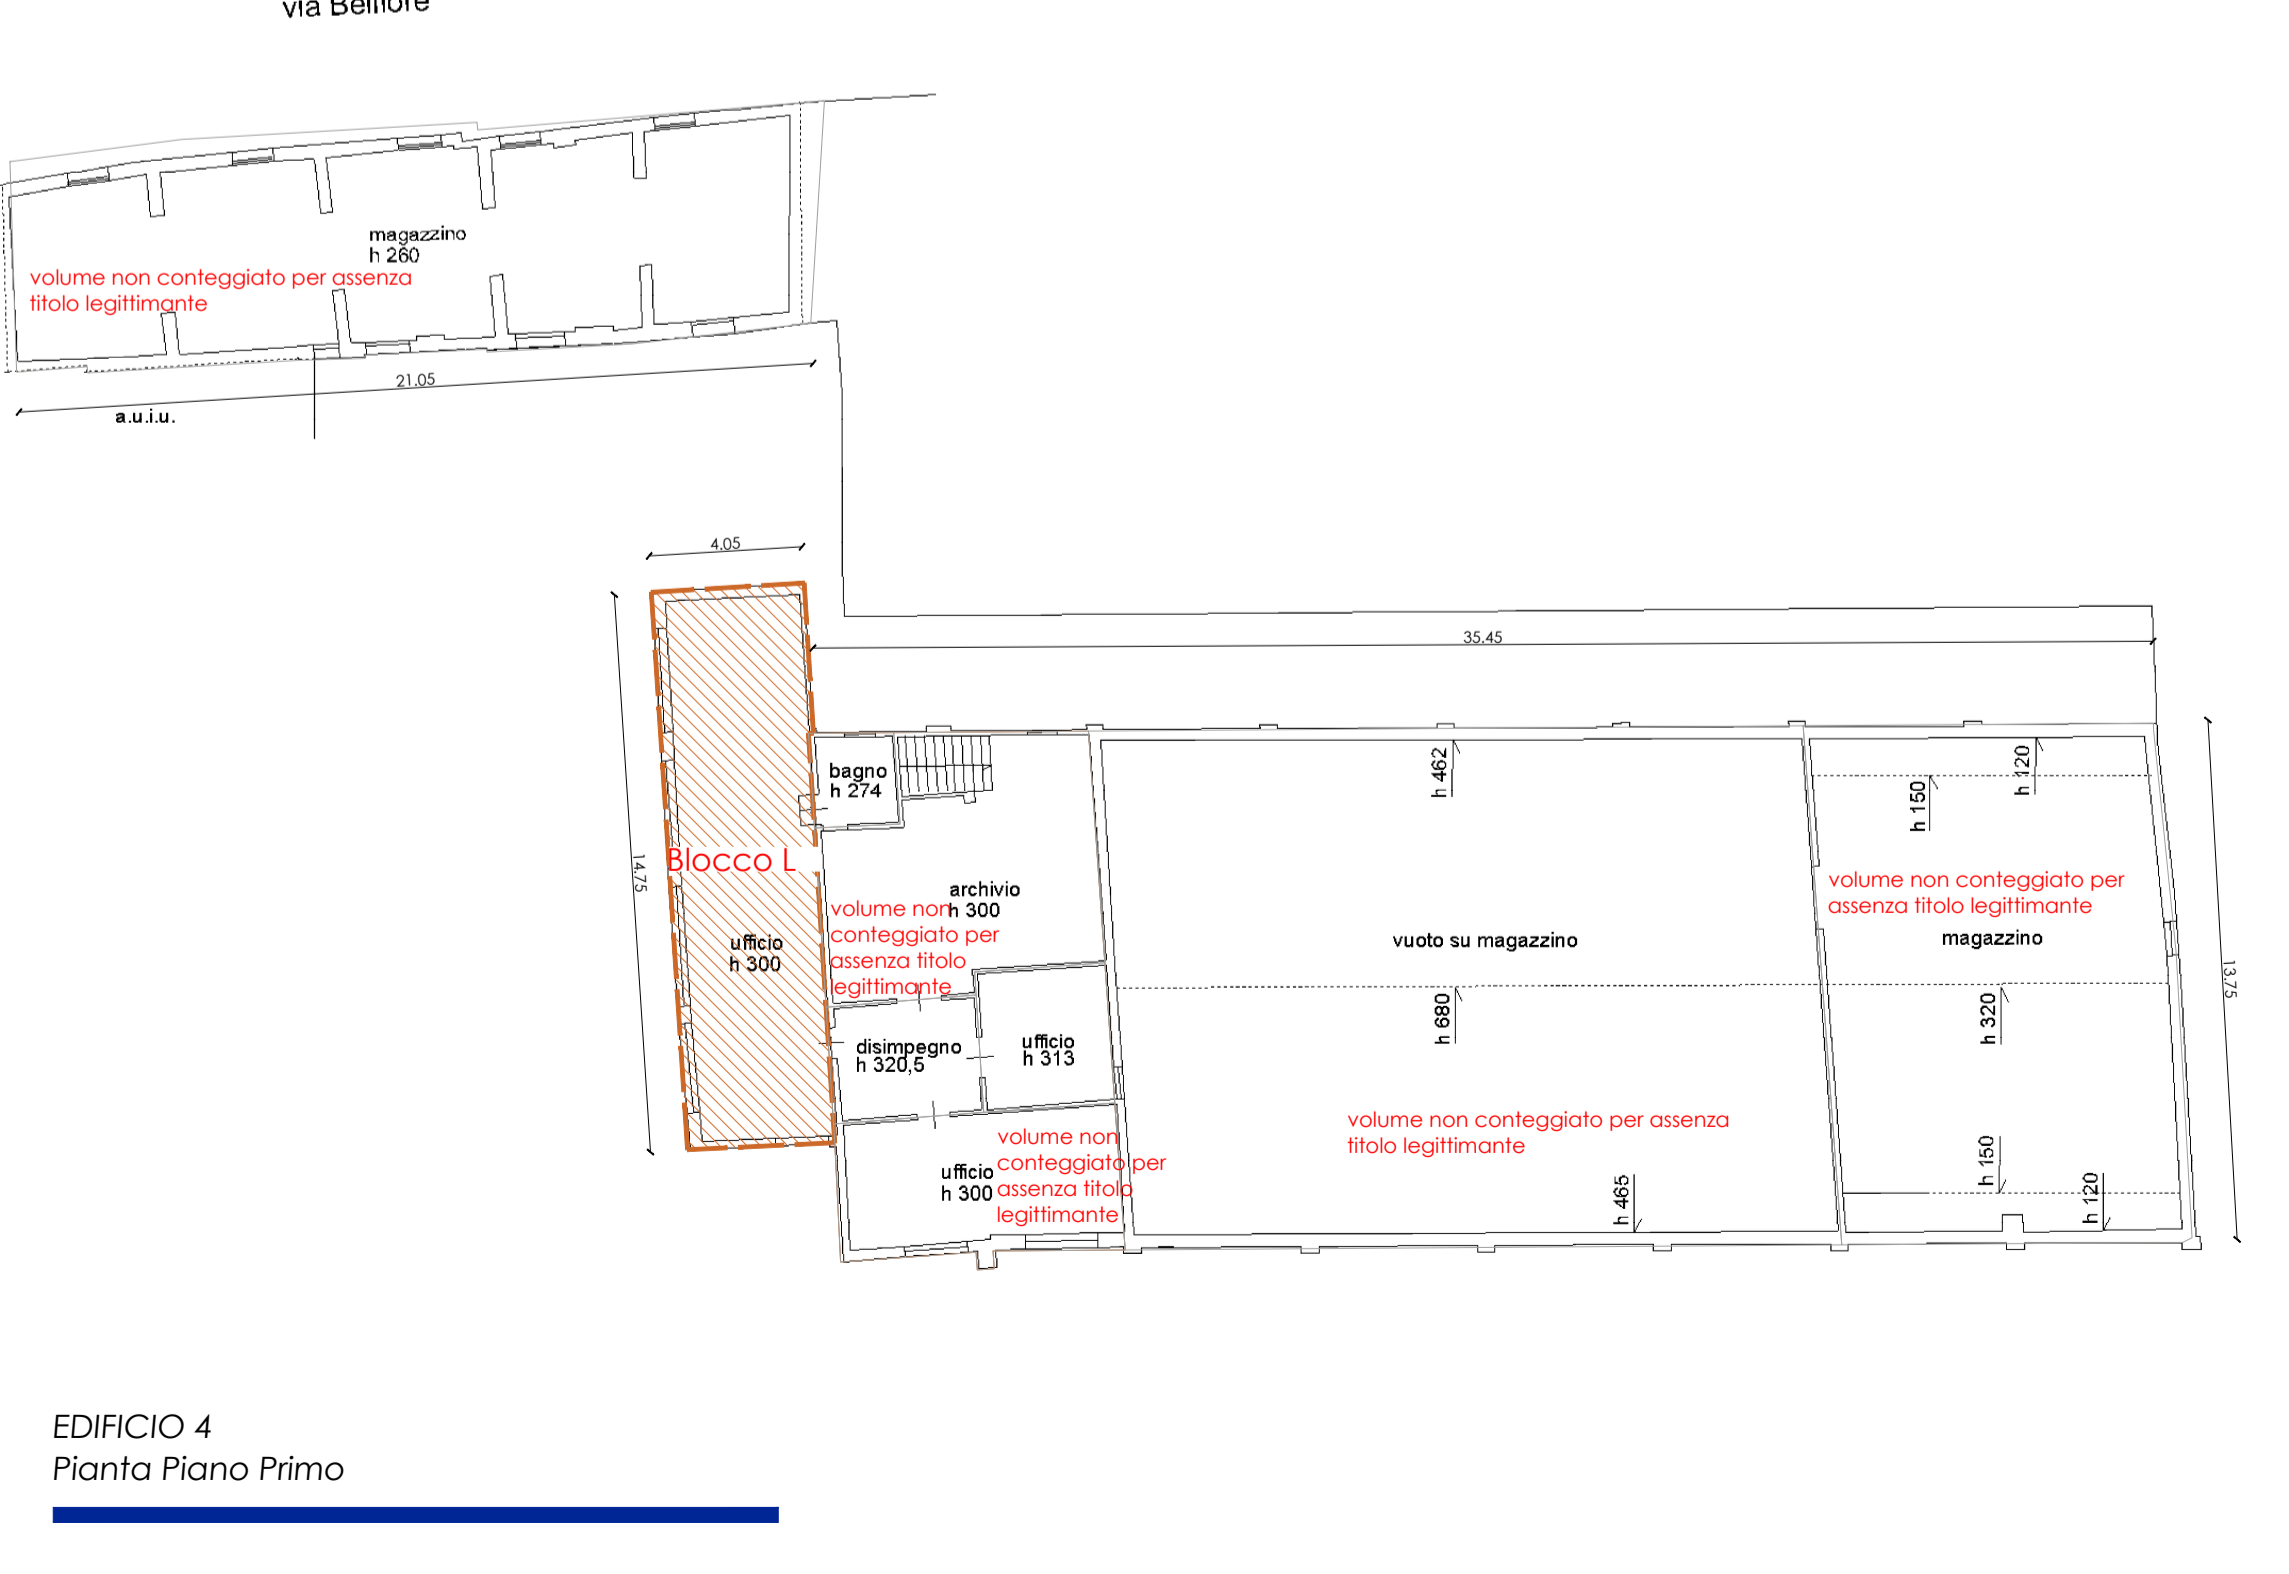 via Belfiore
magazzino
h 260
volume non conteggiato per assenza
titolo legittimante
21.05
a.u.i.u.
4.05
35.45
14.75
13.75
bagno
h 274
Blocco L
archivio
h 300
volume non
conteggiato per
assenza titolo
legittimante
ufficio
h 300
disimpegno
h 320,5
ufficio
h 313
ufficio
h 300
volume non
conteggiato per
assenza titolo
legittimante
h 462
vuoto su magazzino
h 680
volume non conteggiato per assenza
titolo legittimante
h 465
h 120
h 150
volume non conteggiato per
assenza titolo legittimante
magazzino
h 320
h 150
h 120
EDIFICIO 4
Pianta Piano Primo